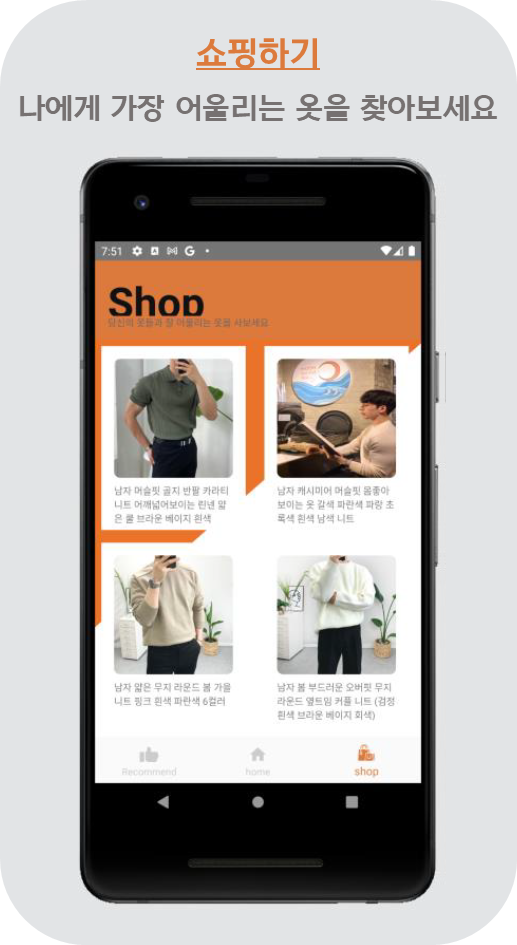 쇼핑하기
나에게 가장 어울리는 옷을 찾아보세요
7:51
Shop
당신의 옷들과 잘 어울리는 옷을 사보세요
남자 머슬핏 골지 반팔 카라티
니트 어깨넓어보이는 린넨 얇
은 쿨 브라운 베이지 흰색
남자 캐시미어 머슬핏 몸좋아
보이는 옷 갈색 파란색 파랑 초
록색 흰색 남색 니트
남자 얇은 무지 라운드 봄 가을
니트 핑크 흰색 파란색 6컬러
남자 봄 부드러운 오버핏 무지
라운드 옆트임 커플 니트 (검정
흰색 브라운 베이지 회색)
Recommend
home
shop